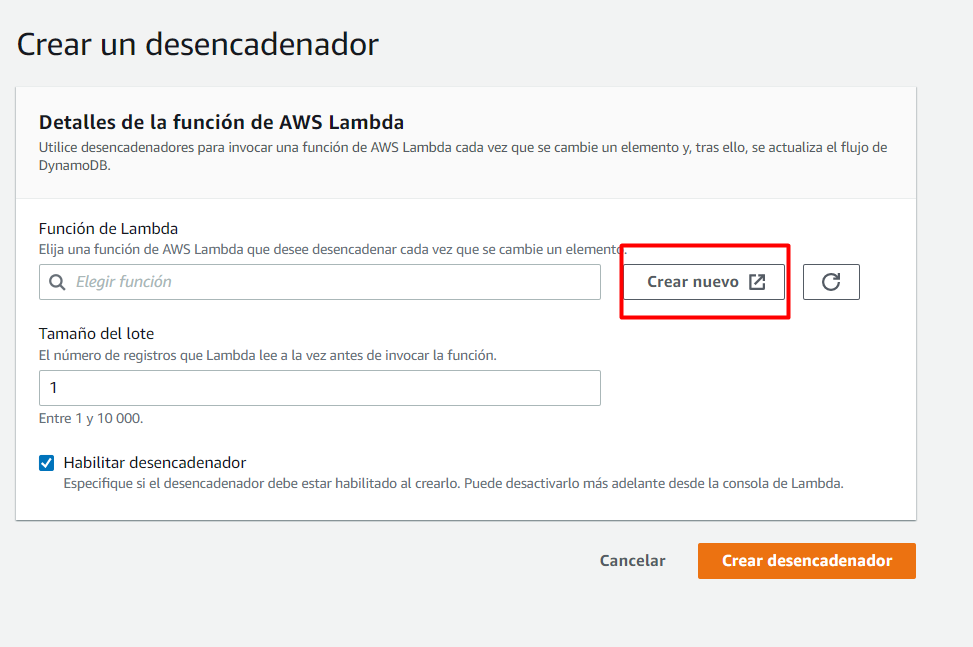 Crear un desencadenador
Detalles de la función de AWS Lambda
Utilice desencadenadores para invocar una función de AWS Lambda cada vez que se cambie un elemento y, tras ello, se actualiza el flujo de
DynamoDB.
Función de Lambda
Elija una función de AWS Lambda que desee desencadenar cada vez que se cambie un elemento.
Elegir función
Crear nuevo
Tamaño del lote
El número de registros que Lambda lee a la vez antes de invocar la función.
1
Entre 1 y 10 000.
Habilitar desencadenador
Especifique si el desencadenador debe estar habilitado al crearlo. Puede desactivarlo más adelante desde la consola de Lambda.
Cancelar
Crear desencadenador